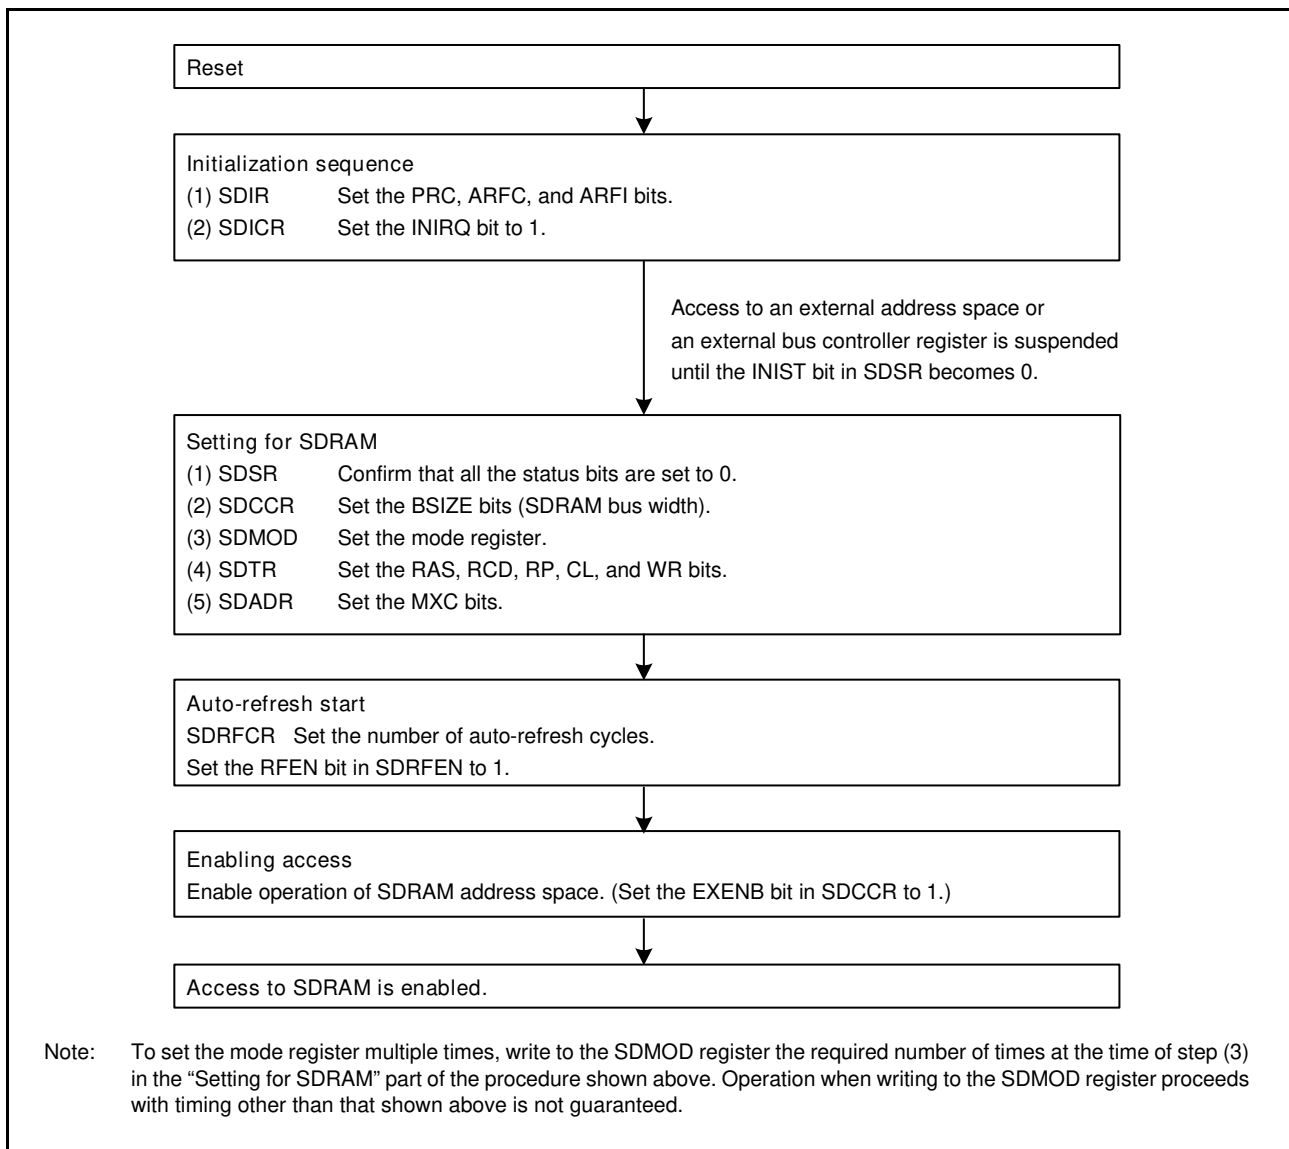 Reset
Initialization sequence
(1) SDIR Set the PRC, ARFC, and ARFI bits.
(2) SDICR Set the INIRQ bit to 1.
Access to an external address space or
an external bus controller register is suspended
until the INIST bit in SDSR becomes 0.
Setting for SDRAM
(1) SDSR Confirm that all the status bits are set to 0.
(2) SDCCR Set the BSIZE bits (SDRAM bus width).
(3) SDMOD Set the mode register.
(4) SDTR Set the RAS, RCD, RP, CL, and WR bits.
(5) SDADR Set the MXC bits.
Auto-refresh start
SDRFCR Set the number of auto-refresh cycles.
Set the RFEN bit in SDRFEN to 1.
Enabling access
Enable operation of SDRAM address space. (Set the EXENB bit in SDCCR to 1.)
Access to SDRAM is enabled.
Note: To set the mode register multiple times, write to the SDMOD register the required number of times at the time of step (3)
in the “Setting for SDRAM” part of the procedure shown above. Operation when writing to the SDMOD register proceeds
with timing other than that shown above is not guaranteed.